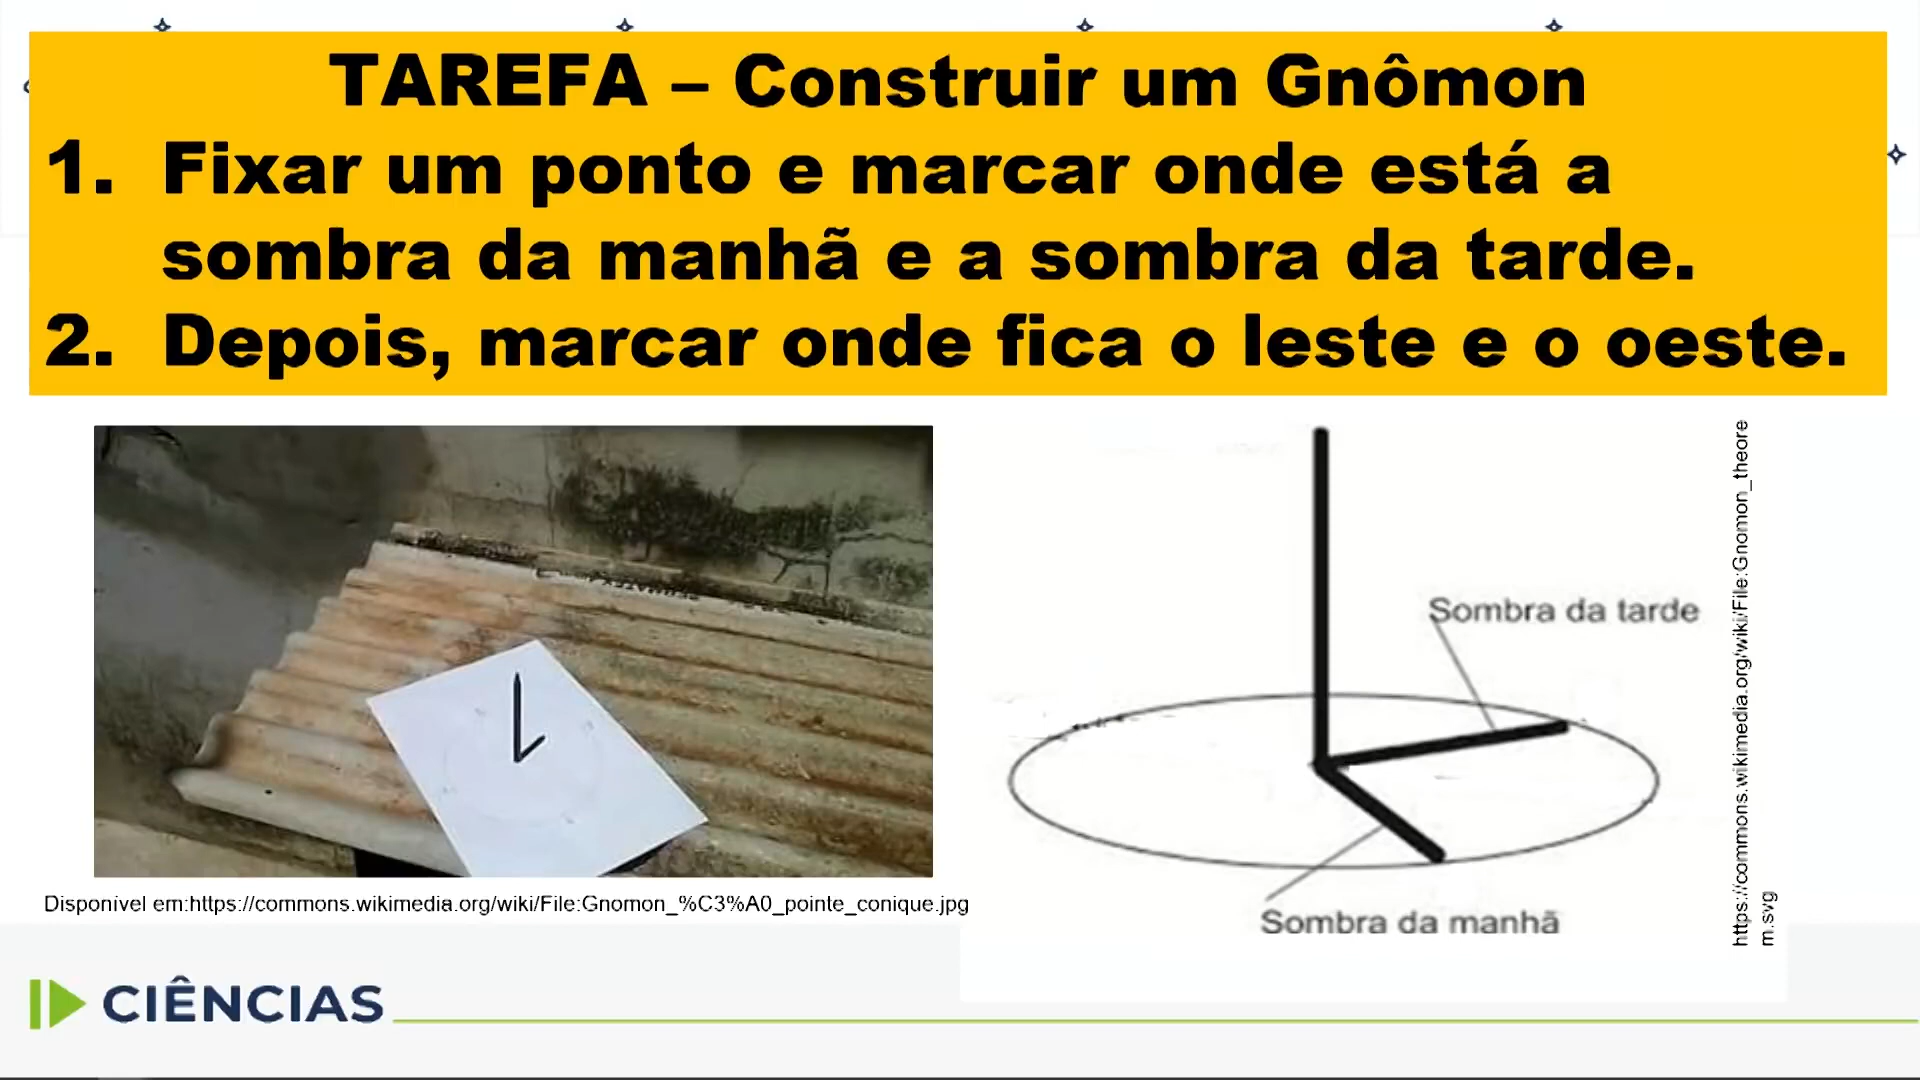 TAREFA – Construir um Gnômon
1. Fixar um ponto e marcar onde está a
sombra da manhã e a sombra da tarde.
2. Depois, marcar onde fica o leste e o oeste.
Sombra da tarde
Sombra da manhã
https://commons.wikimedia.org/wiki/File:Gnomon_theore
m.svg
Disponível em:https://commons.wikimedia.org/wiki/File:Gnomon_%C3%A0_pointe_conique.jpg
CIÊNCIAS